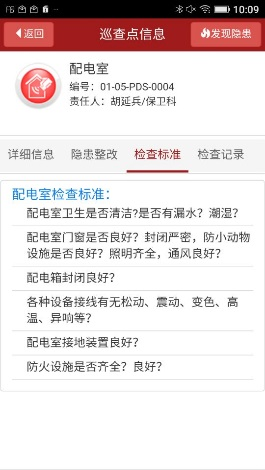 10:09
返回
巡查点信息
发现隐患
配电室
编号：01-05-PDS-0004
责任人：胡延兵/保卫科
详细信息
隐患整改
检查标准
检查记录
配电室检查标准：
配电室卫生是否清洁?是否有漏水？潮湿？
配电室门窗是否良好？封闭严密，防小动物
设施是否良好？照明齐全，通风良好？
配电箱封闭良好？
各种设备接线有无松动、震动、变色、高
温、异响等？
配电室接地装置良好？
防火设施是否齐全？良好？